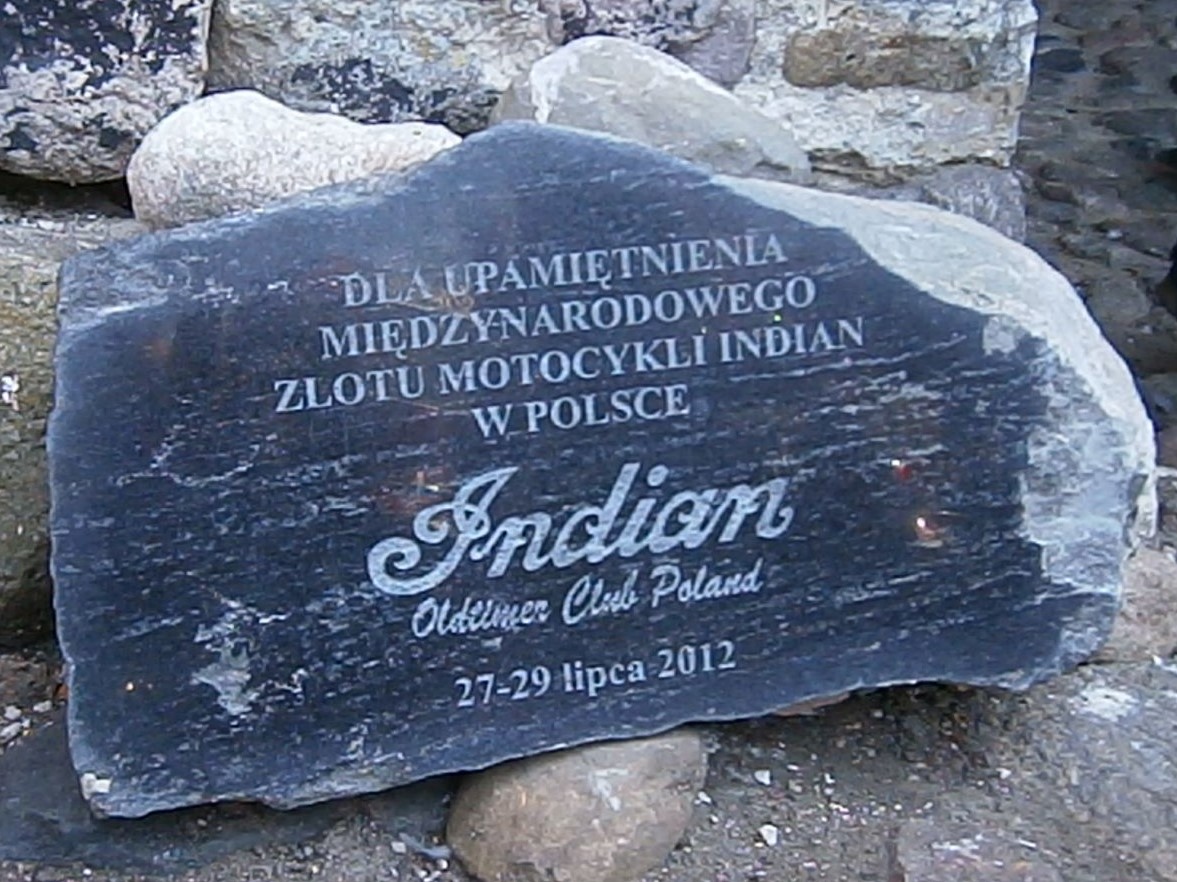 DLA UPAMIĘTNIENIA
MIĘDZYNARODOWEGO
ZLOTU MOTOCYKLI INDIAN
W POLSCE
Indian
Oldtimer Club Poland
27-29 lipca 2012